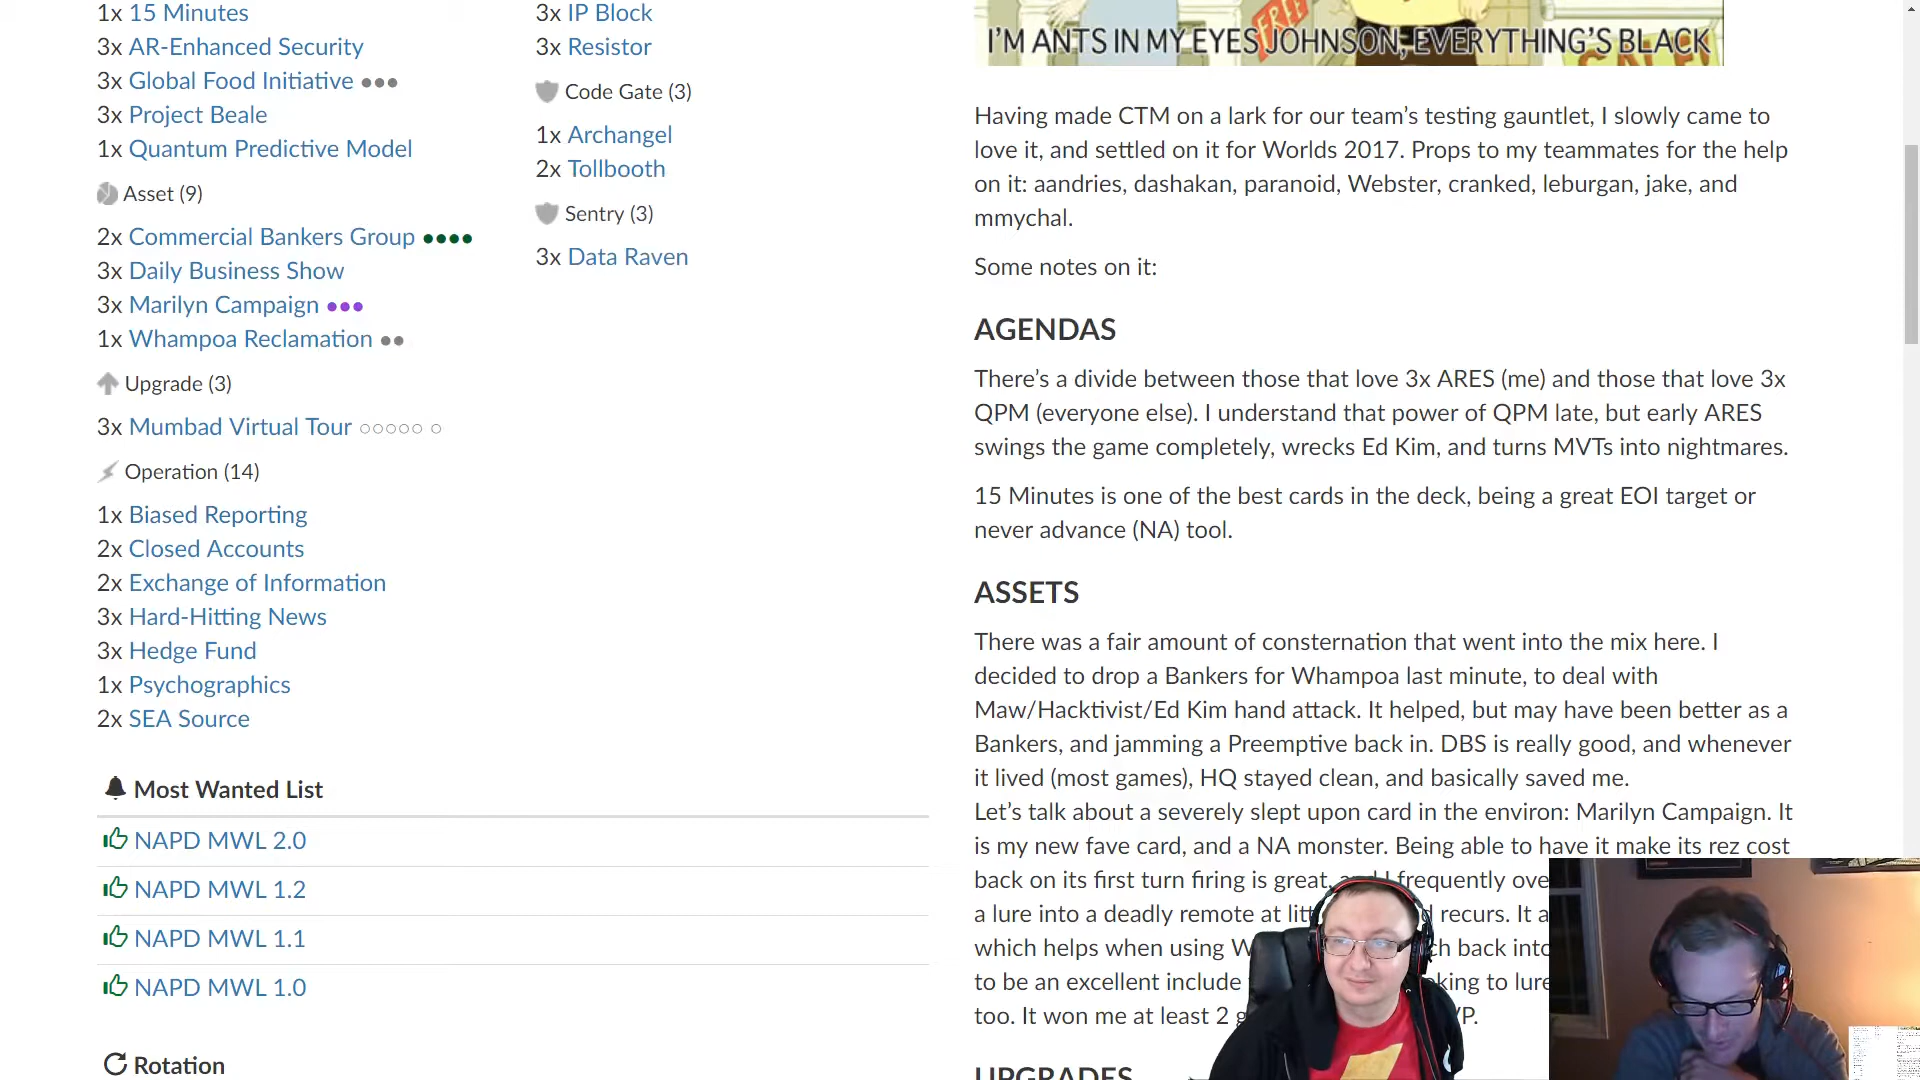 1x 15 Minutes
3x AR-Enhanced Security
3x Global Food Initiative
3x Project Beale
1x Quantum Predictive Model
Asset (9)
2x Commercial Bankers Group
3x Daily Business Show
3x Marilyn Campaign
1x Whampoa Reclamation
Upgrade (3)
3x Mumbad Virtual Tour
Operation (14)
1x Biased Reporting
2x Closed Accounts
2x Exchange of Information
3x Hard-Hitting News
3x Hedge Fund
1x Psychographics
2x SEA Source
Most Wanted List
NAPD MWL 2.0
NAPD MWL 1.2
NAPD MWL 1.1
NAPD MWL 1.0
Rotation
3x IP Block
3x Resistor
Code Gate (3)
1x Archangel
2x Tollbooth
Sentry (3)
3x Data Raven
FREE
I'M ANTS IN MY EYES JOHNSON, EVERYTHING'S BLACK
Having made CTM on a lark for our team's testing gauntlet, I slowly came to
love it, and settled on it for Worlds 2017. Props to my teammates for the help
on it: aandries, dashakan, paranoid, Webster, cranked, leburgan, jake, and
mmychal.
Some notes on it:
AGENDAS
There's a divide between those that love 3x ARES (me) and those that love 3x
QPM (everyone else). I understand that power of QPM late, but early ARES
swings the game completely, wrecks Ed Kim, and turns MVTs into nightmares.
15 Minutes is one of the best cards in the deck, being a great EOI target or
never advance (NA) tool.
ASSETS
There was a fair amount of consternation that went into the mix here. I
decided to drop a Bankers for Whampoa last minute, to deal with
Maw/Hacktivist/Ed Kim hand attack. It helped, but may have been better as a
Bankers, and jamming a Preemptive back in. DBS is really good, and whenever
it lived (most games), HQ stayed clean, and basically saved me.
Let's talk about a severely slept upon card in the environ: Marilyn Campaign. It
is my new fave card, and a NA monster. Being able to have it make its rez cost
back on its first turn firing is great, frequently
a lure into a deadly remote at recurs. It
which helps when using back
to be an excellent include to
too. It won me at least 2
UPGRADES